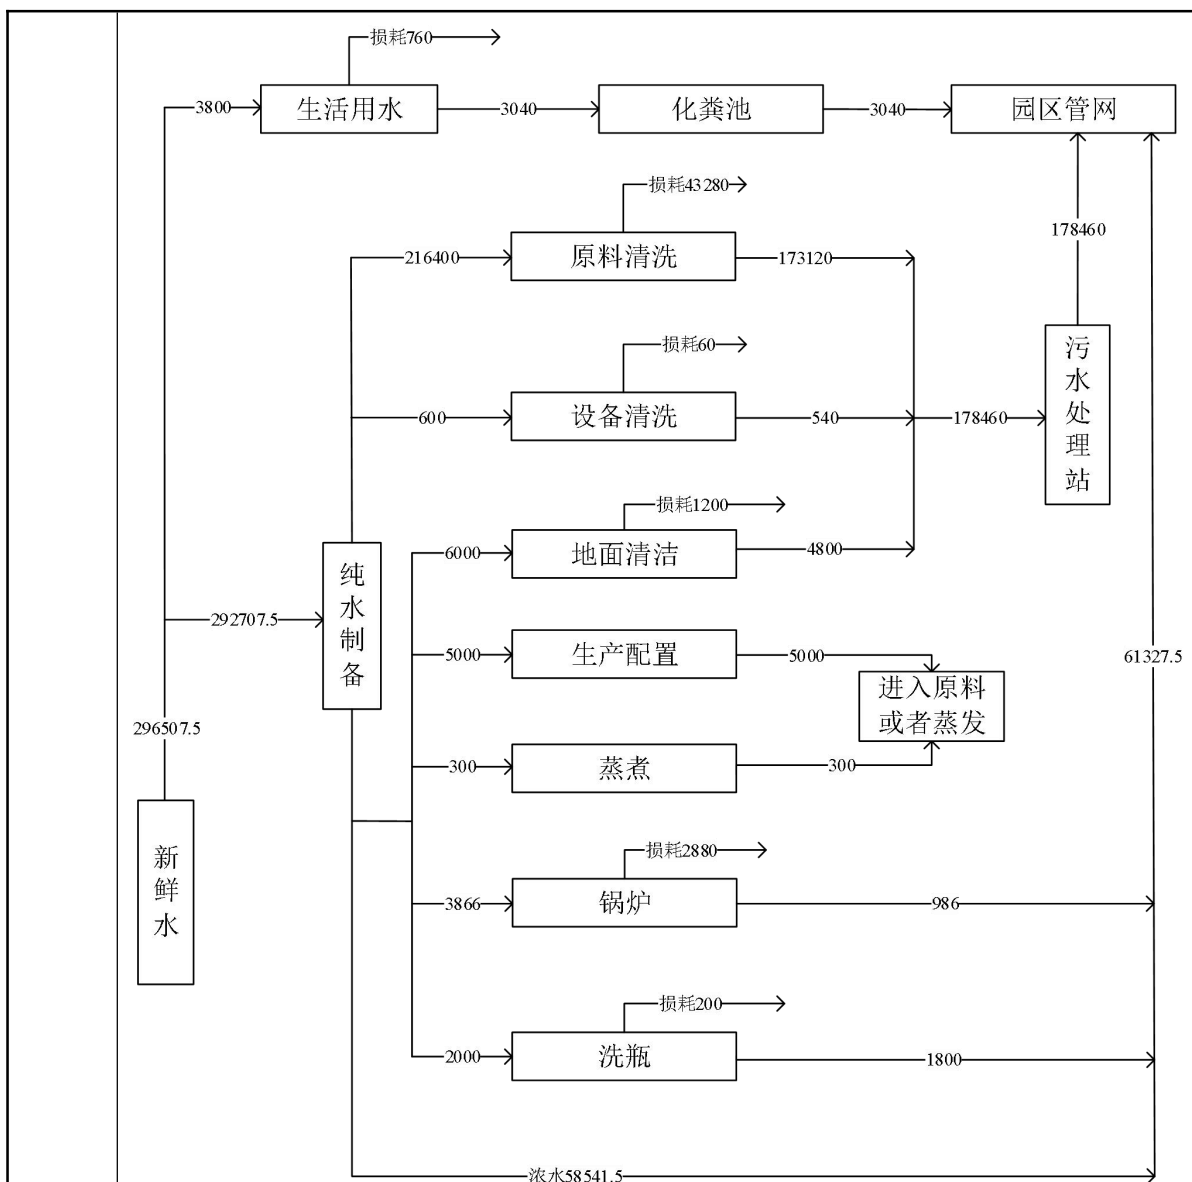 损耗760
3800
生活用水
3040
化粪池
3040
园区管网
损耗43280
216400
原料清洗
173120
178460
损耗60
600
设备清洗
540
178460
污水处理站
损耗1200
6000
地面清洁
4800
纯水制备
292707.5
5000
生产配置
5000
61327.5
进入原料
或者蒸发
296507.5
300
蒸煮
300
新鲜水
损耗2880
3866
锅炉
986
损耗200
2000
洗瓶
1800
浓水58541.5